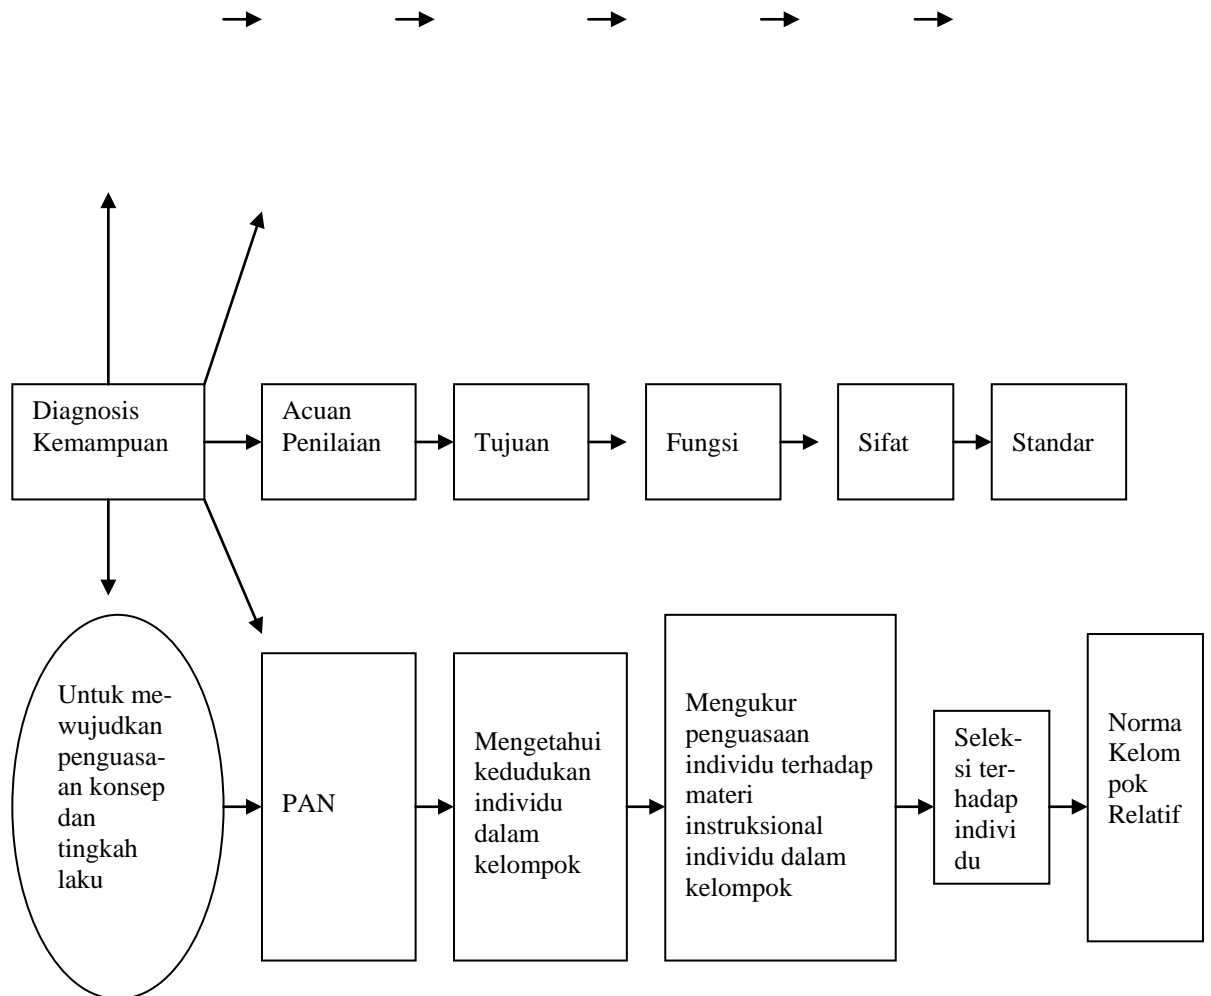 Diagnosis
Kemampuan
Acuan
Penilaian
Tujuan
Fungsi
Sifat
Standar
Untuk me-
wujudkan
penguasa-
an konsep
dan
tingkah
laku
PAN
Mengetahui
kedudukan
individu
dalam
kelompok
Mengukur
penguasaan
individu terhadap
materi
instruksional
individu dalam
kelompok
Selek-
si ter-
hadap
indivi
du
Norma
Kelom
pok
Relatif